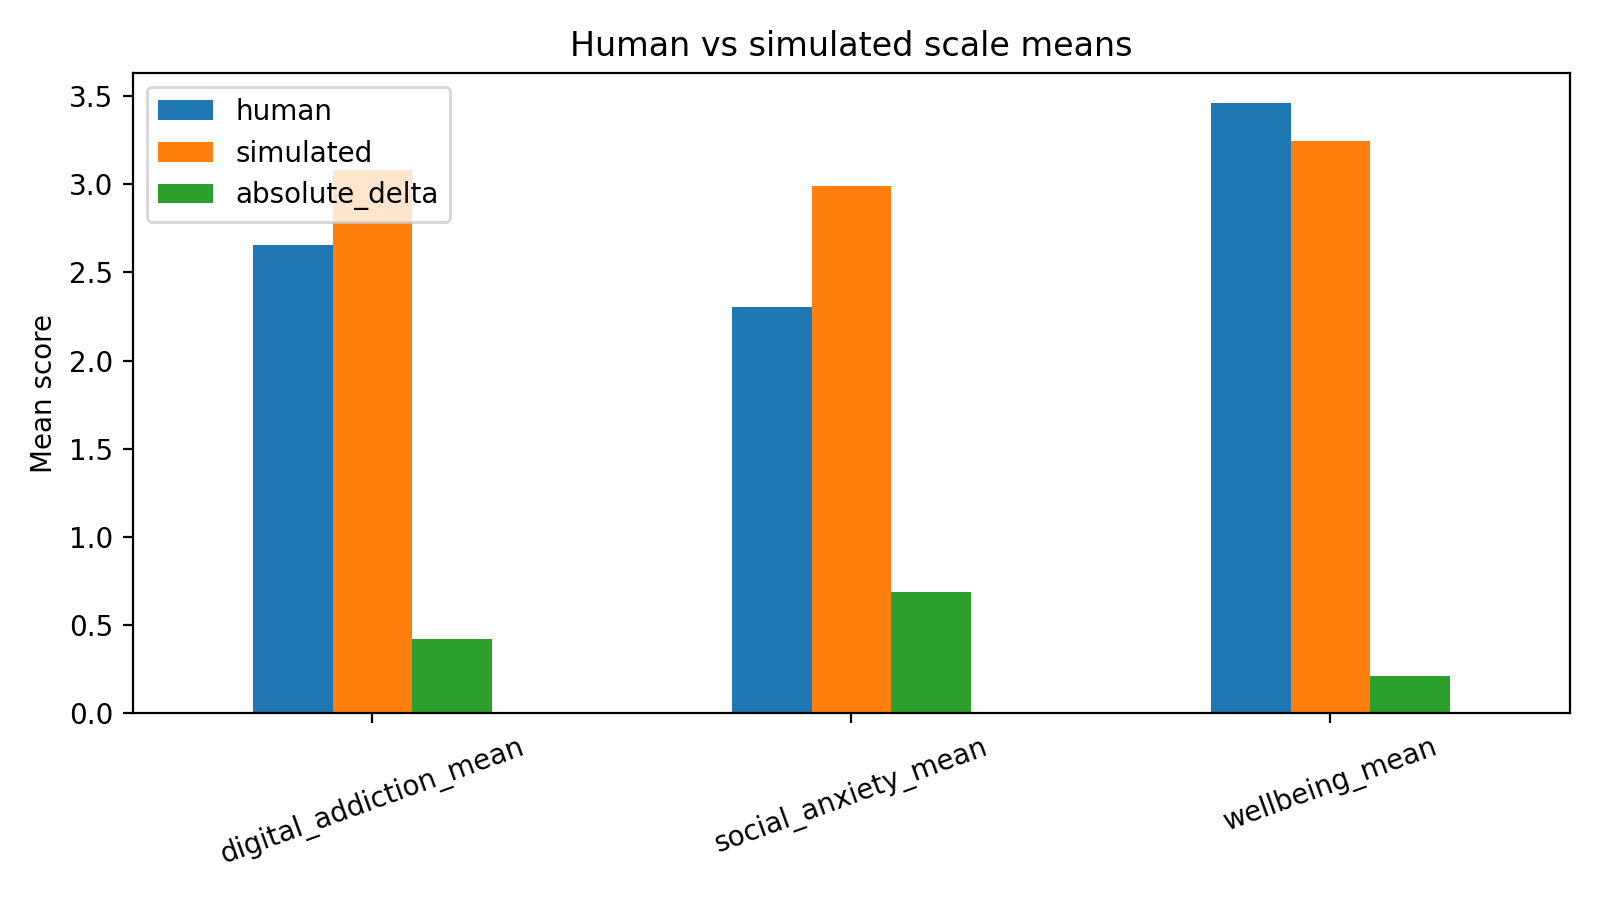 Human vs simulated scale means
human
simulated
absolute_delta
Mean score
3.5
3.0
2.5
2.0
1.5
1.0
0.5
0.0
digital_addiction_mean
social_anxiety_mean
wellbeing_mean